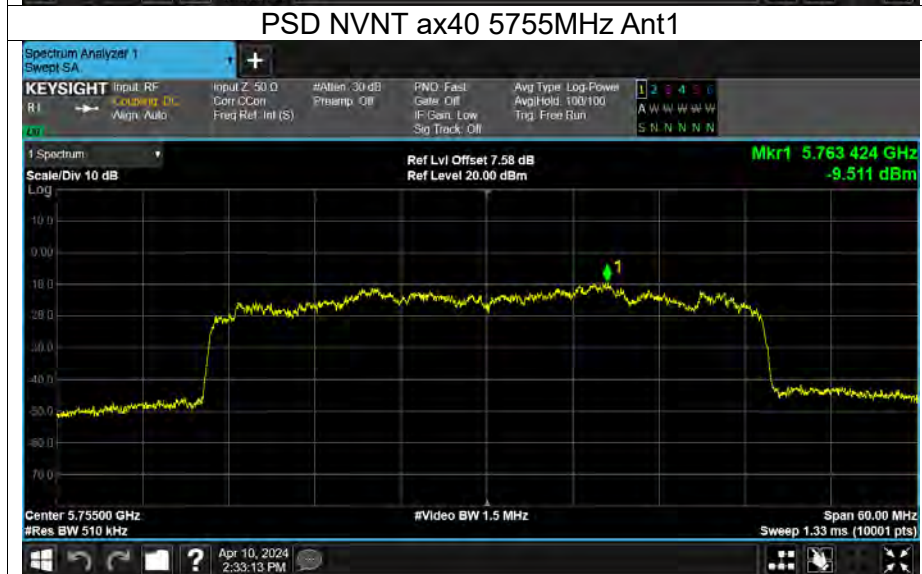 PSD NVNT ax40 5755MHz Ant1
Spectrum Analyzer 1
Swept SA
+
KEYSIGHT Input: RF Input Z: 50 Ω #Atten: 30 dB PNO: Fast Avg Type: Log-Power 1 2 3 4 5 6
R L Coupling: DC Corr CCorr Preamp: Off Gate: Off Avg|Hold: 100/100 A W W W W W
Align: Auto Freq Ref: Int (S) IF Gain: Low Trig: Free Run
Sig Track: Off S N N N N N
1 Spectrum Ref Lvl Offset 7.58 dB Mkr1 5.763 424 GHz
Scale/Div 10 dB Ref Level 20.00 dBm -9.511 dBm
Log
10.0
0.00
-10.0
1
-20.0
-30.0
-40.0
-50.0
-60.0
-70.0
Center 5.75500 GHz #Video BW 1.5 MHz Span 60.00 MHz
#Res BW 510 kHz Sweep 1.33 ms (10001 pts)
? Apr 10, 2024
2:33:13 PM